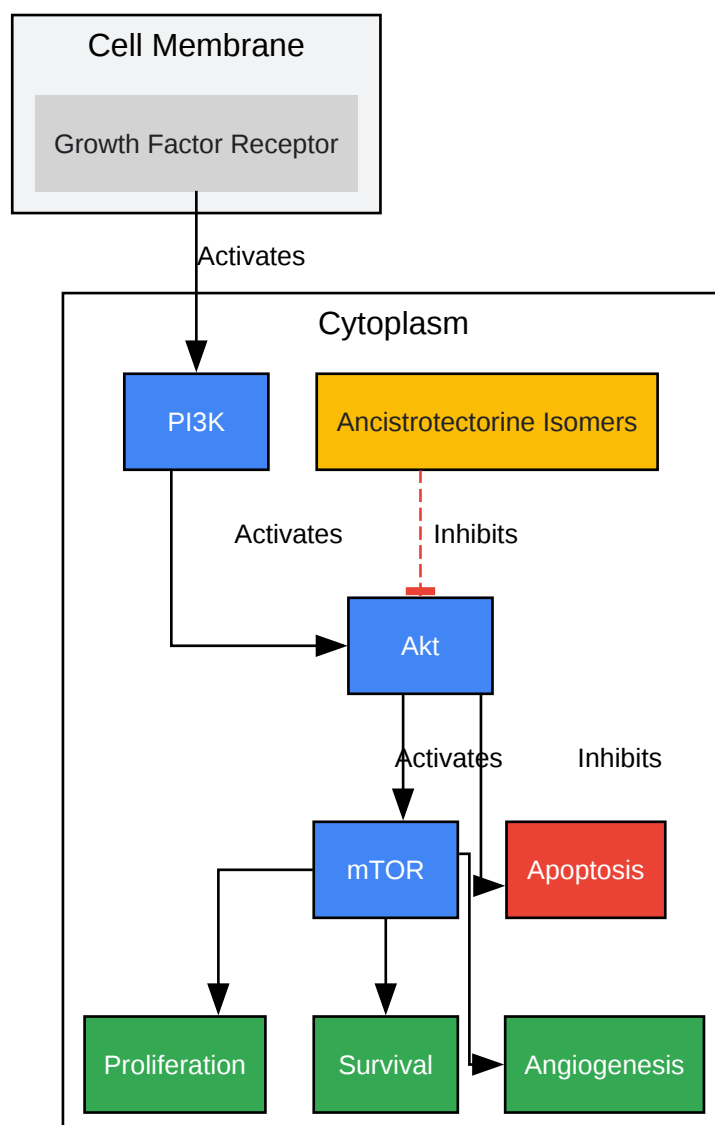 Cell Membrane
Growth Factor Receptor
Activates
Cytoplasm
PI3K
Ancistrotectorine Isomers
Activates
Inhibits
Akt
Activates
Inhibits
mTOR
Apoptosis
Proliferation
Survival
Angiogenesis